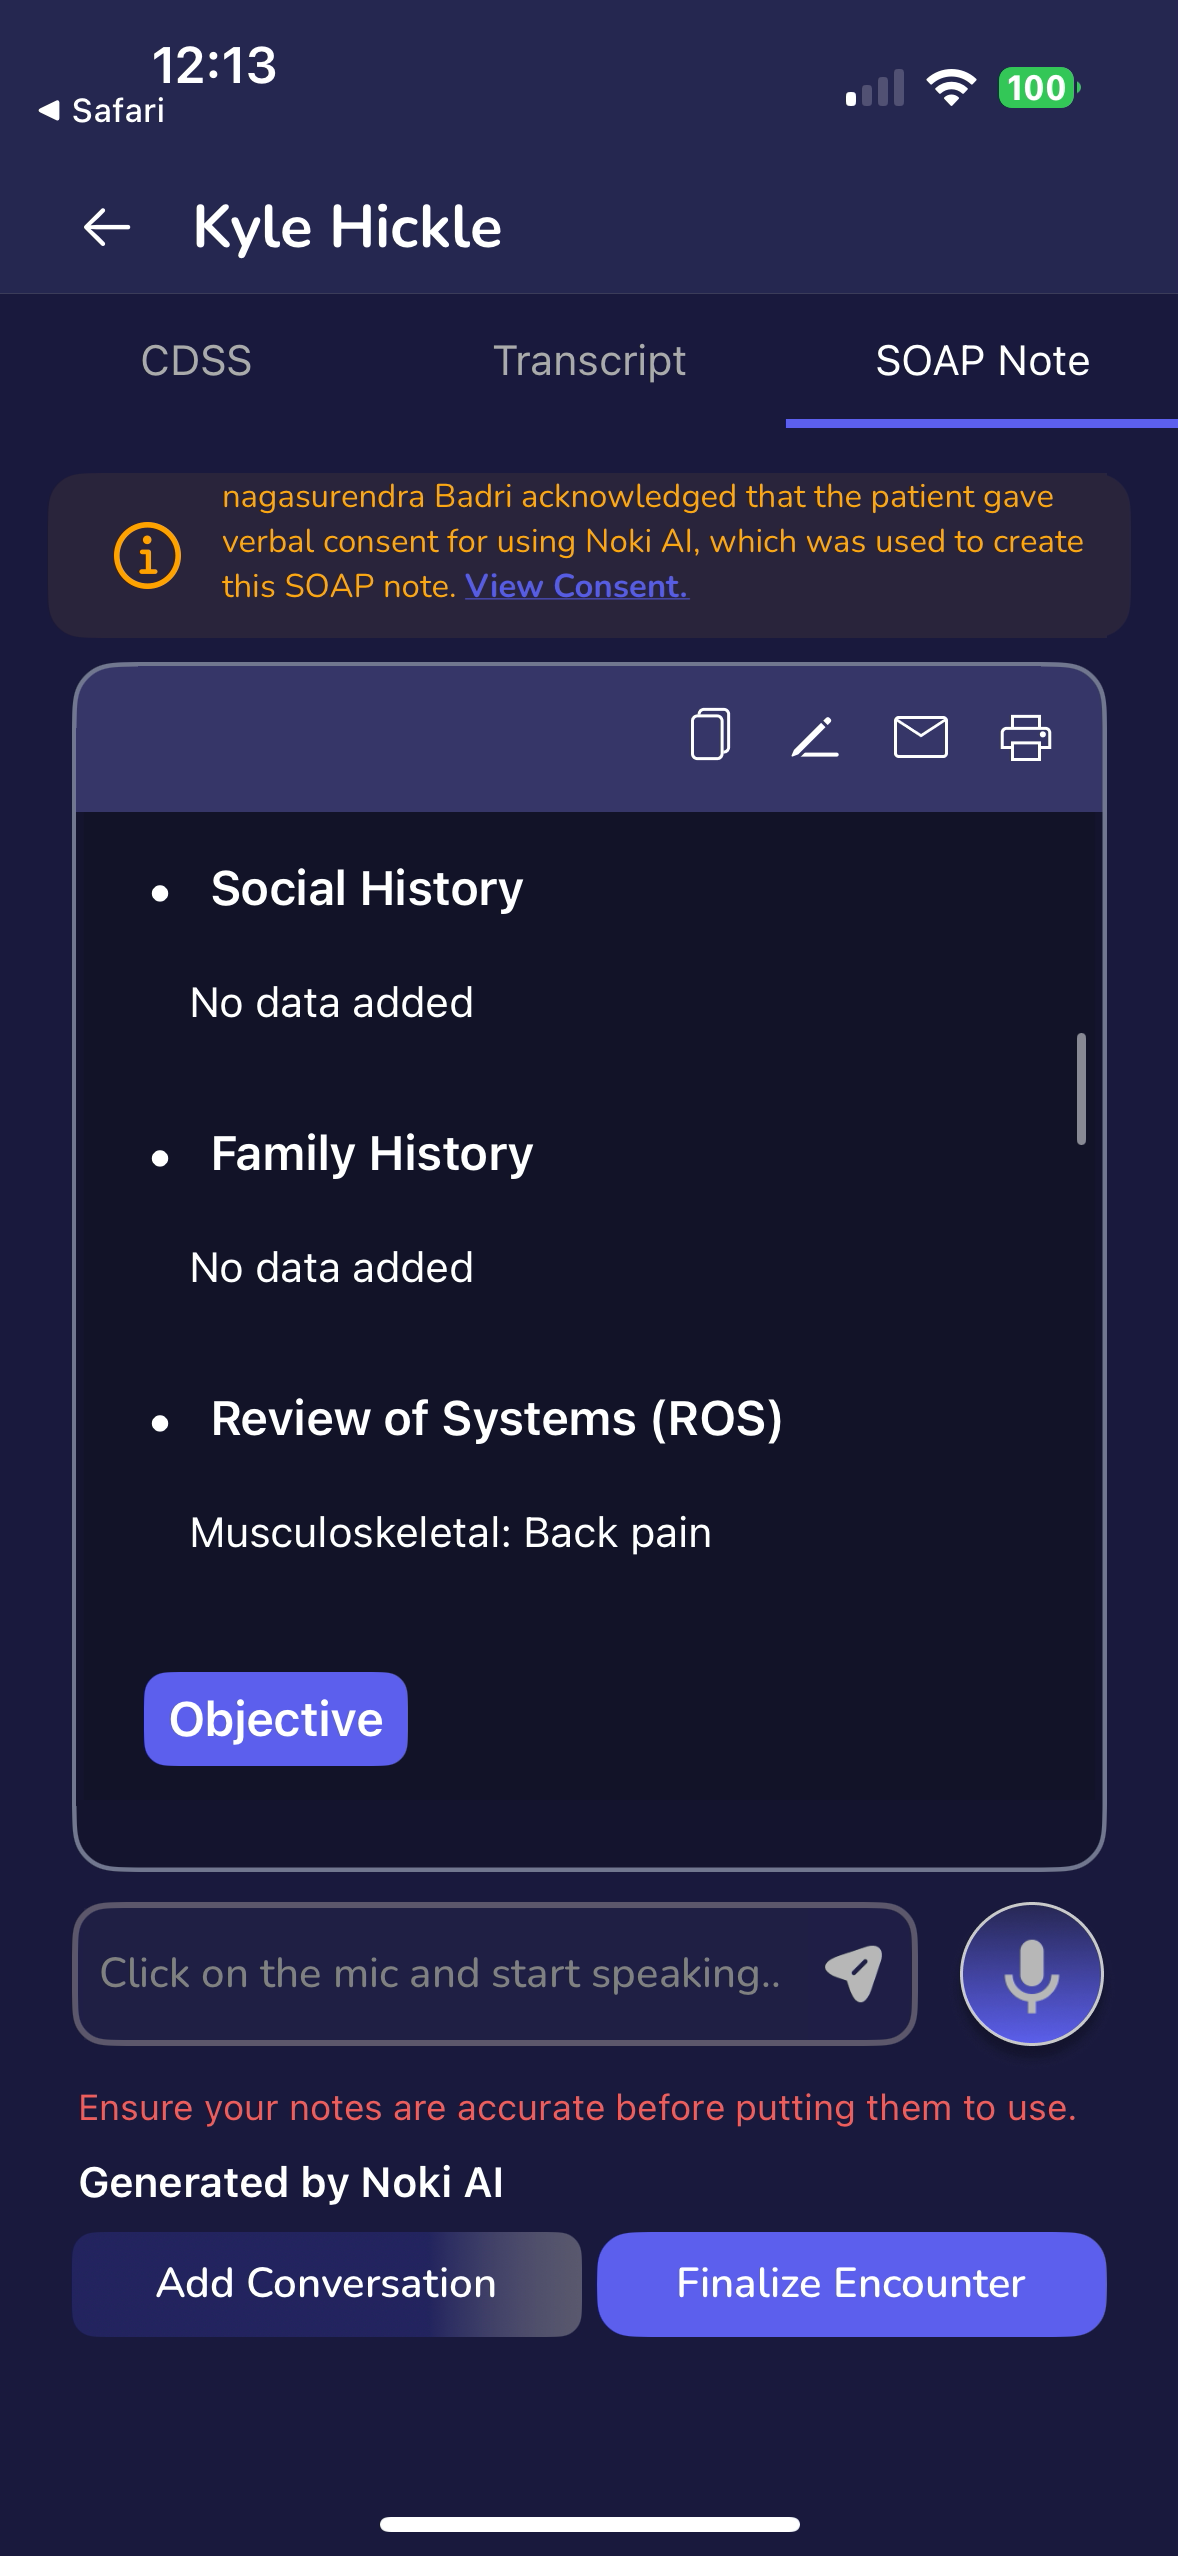 12:13
Safari
100
Kyle Hickle
CDSS
Transcript
SOAP Note
nagasurendra Badri acknowledged that the patient gave
verbal consent for using Noki AI, which was used to create
this SOAP note. View Consent.
• Social History
No data added
• Family History
No data added
• Review of Systems (ROS)
Musculoskeletal: Back pain
Objective
Click on the mic and start speaking..
Ensure your notes are accurate before putting them to use.
Generated by Noki AI
Add Conversation
Finalize Encounter